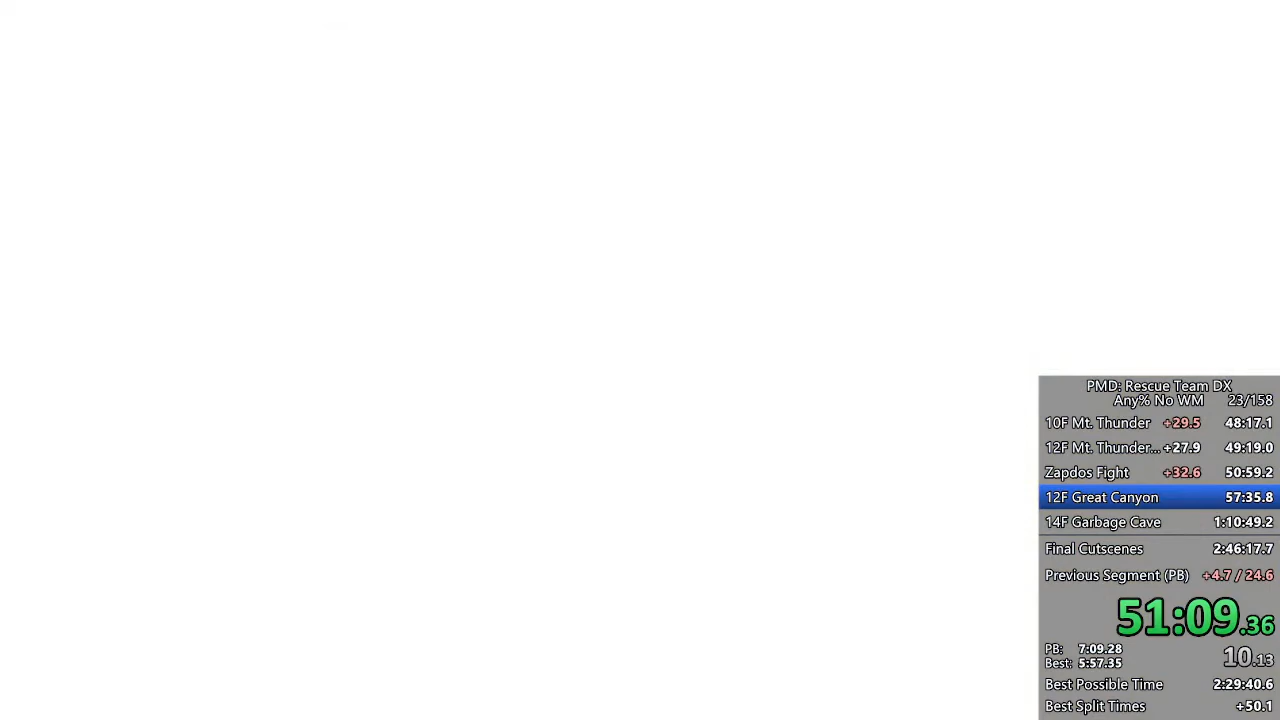 PMD: Rescue Team DX
Any% No WM 23/158
10F Mt. Thunder +29.5 48:17.1
12F Mt. Thunder... +27.9 49:19.0
Zapdos Fight +32.6 50:59.2
12F Great Canyon 57:35.8
14F Garbage Cave 1:10:49.2
Final Cutscenes 2:46:17.7
Previous Segment (PB) +4.7 / 24.6
51:09.36
PB: 7:09.28
Best: 5:57.35 10.13
Best Possible Time 2:29:40.6
Best Split Times +50.1